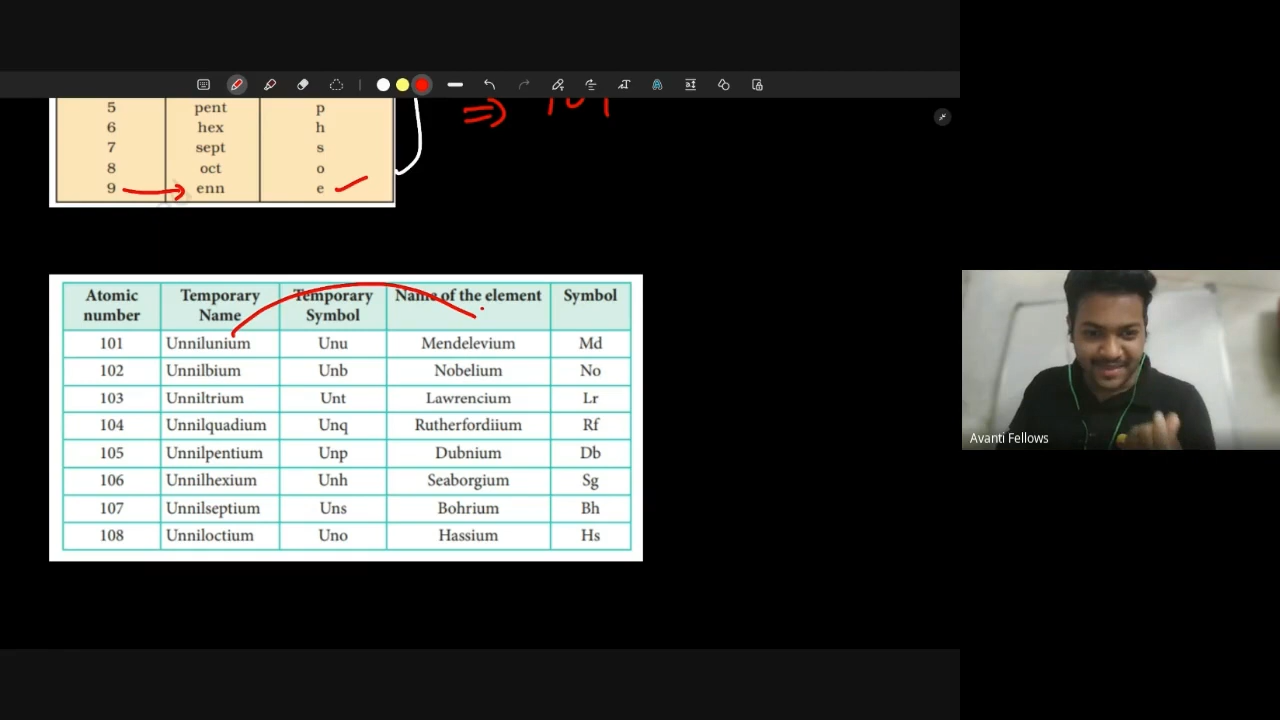 5 pent p
6 hex h
7 sept s
8 oct o
9 enn e
⇒ 101
Atomic number Temporary Name Temporary Symbol Name of the element Symbol
101 Unnilunium Unu Mendelevium Md
102 Unnilbium Unb Nobelium No
103 Unniltrium Unt Lawrencium Lr
104 Unnilquadium Unq Rutherfordiium Rf
105 Unnilpentium Unp Dubnium Db
106 Unnilhexium Unh Seaborgium Sg
107 Unnilseptium Uns Bohrium Bh
108 Unniloctium Uno Hassium Hs
Avanti Fellows